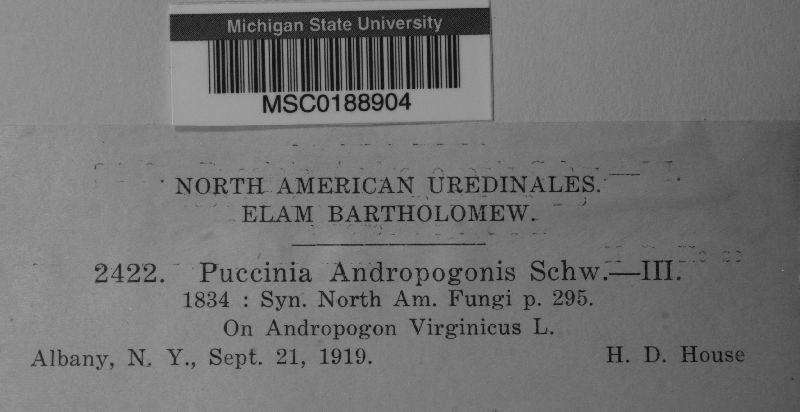 Michigan State University
MSC0188904
NORTH AMERICAN UREDINALES.
ELAM BARTHOLOMEW.
2422. Puccinia Andropogonis Schw.—III.
1834 : Syn. North Am. Fungi p. 295.
On Andropogon Virginicus L.
Albany, N. Y., Sept. 21, 1919. H. D. House